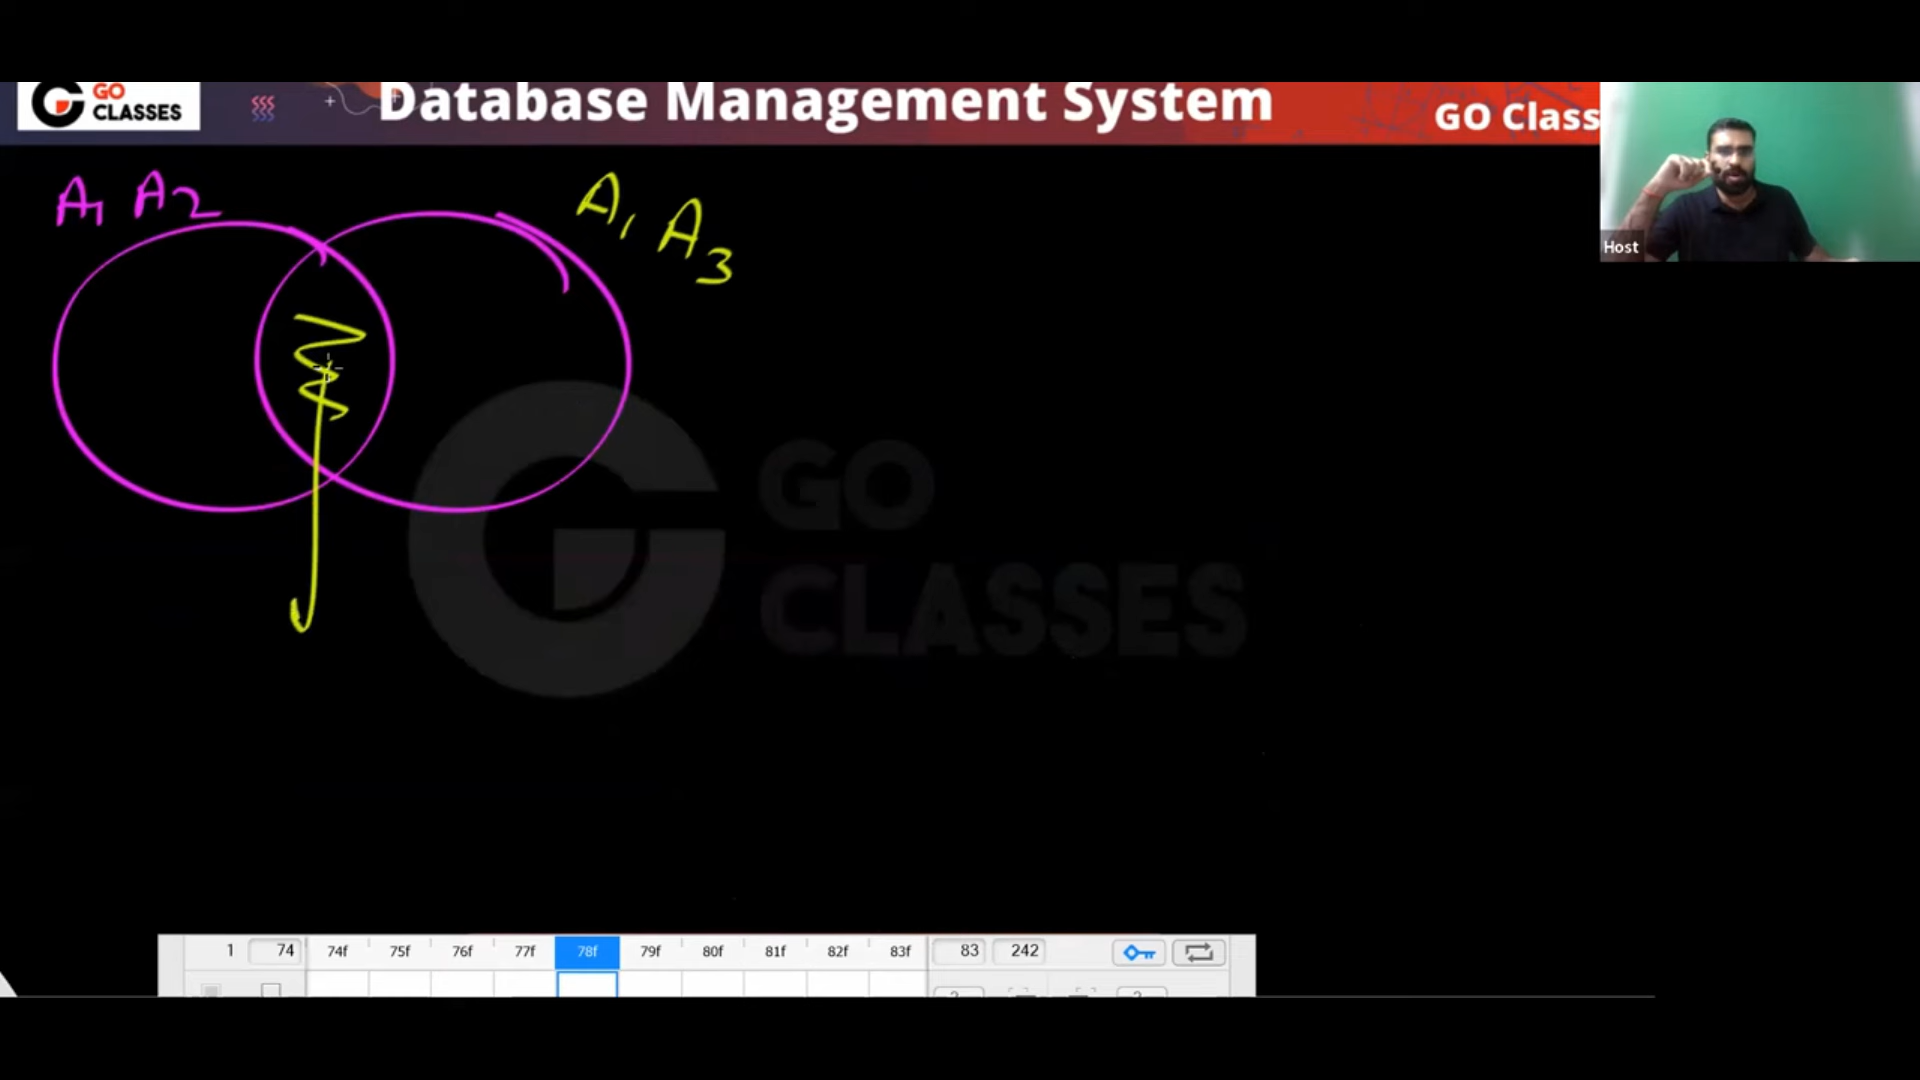 GO CLASSES
Database Management System
GO Class
Host
A1 A2
A1 A3
GO
CLASSES
1 74 74f 75f 76f 77f 78f 79f 80f 81f 82f 83f 83 242